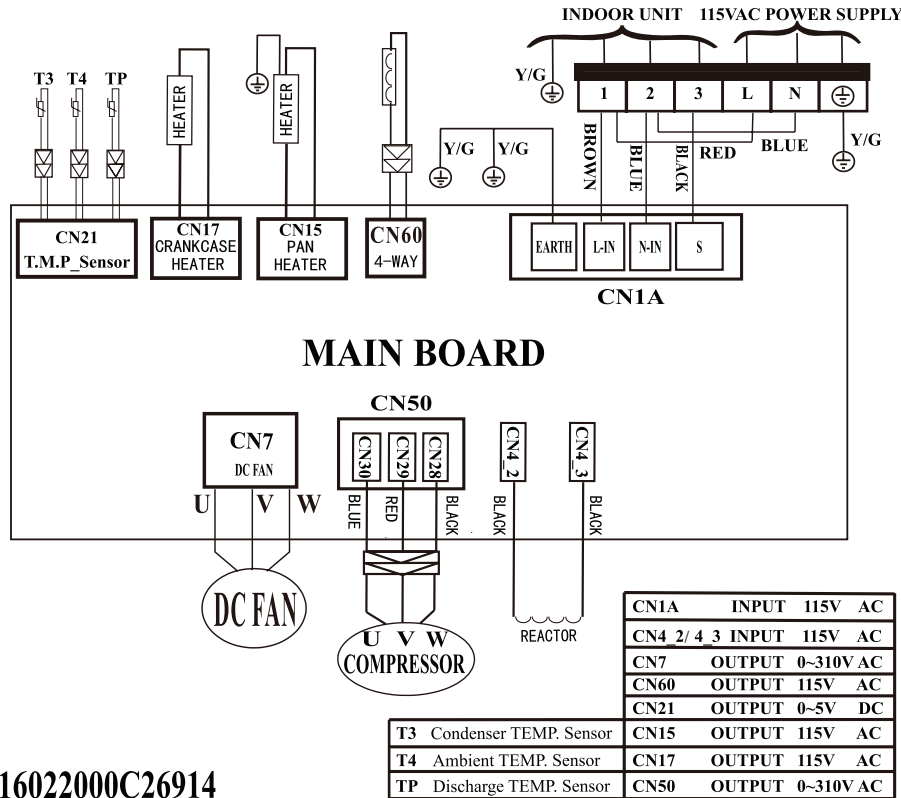 INDOOR UNIT 115VAC POWER SUPPLY
T3 T4 TP
HEATER
HEATER
Y/G
1 2 3 L N
Y/G Y/G
BROWN
BLUE
BLACK
RED
BLUE
Y/G
CN21
T.M.P_Sensor
CN17
CRANKCASE
HEATER
CN15
PAN
HEATER
CN60
4-WAY
EARTH L-IN N-IN S
CN1A
MAIN BOARD
CN7
DC FAN
U V W
DC FAN
CN50
CN30 CN29 CN28
BLUE RED BLACK
U V W
COMPRESSOR
CN4_2 CN4_3
BLACK BLACK
REACTOR
CN1A INPUT 115V AC
CN4_2/ 4_3 INPUT 115V AC
CN7 OUTPUT 0~310V AC
CN60 OUTPUT 115V AC
CN21 OUTPUT 0~5V DC
T3 Condenser TEMP. Sensor CN15 OUTPUT 115V AC
T4 Ambient TEMP. Sensor CN17 OUTPUT 115V AC
TP Discharge TEMP. Sensor CN50 OUTPUT 0~310V AC
16022000C26914